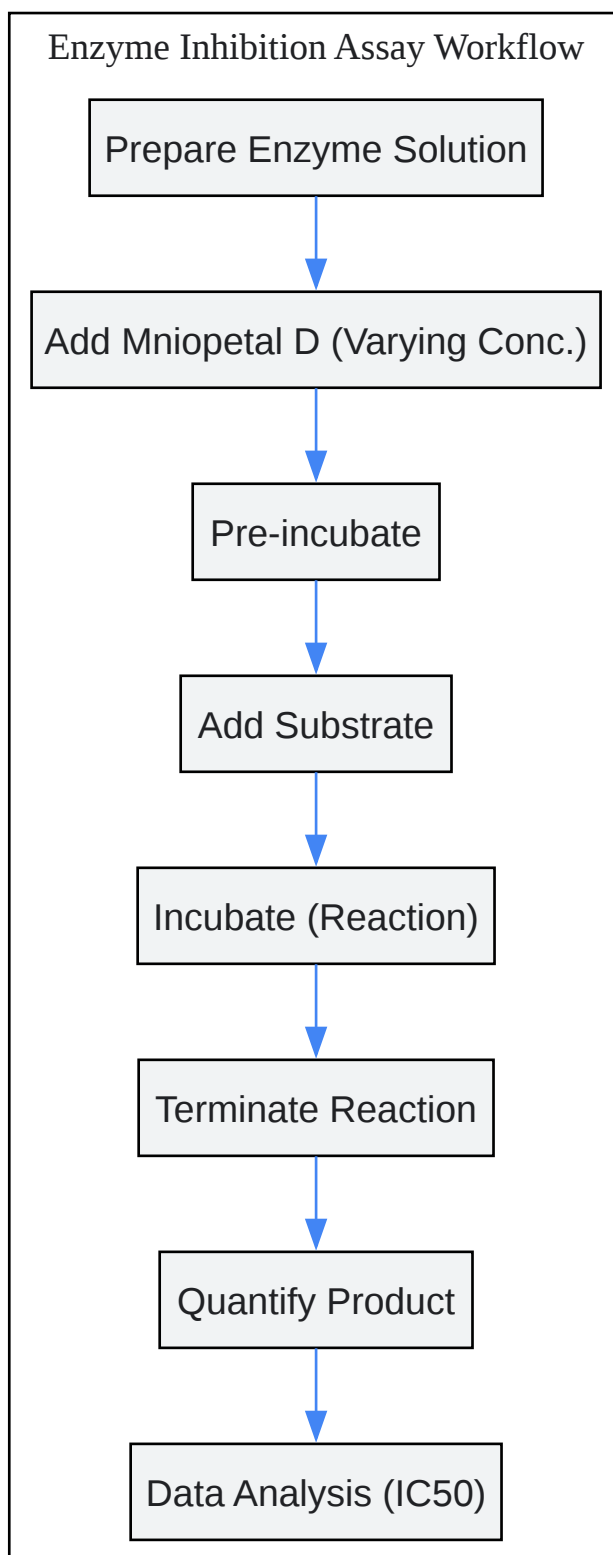 Enzyme Inhibition Assay Workflow
Prepare Enzyme Solution
Add Mniopetal D (Varying Conc.)
Pre-incubate
Add Substrate
Incubate (Reaction)
Terminate Reaction
Quantify Product
Data Analysis (IC50)